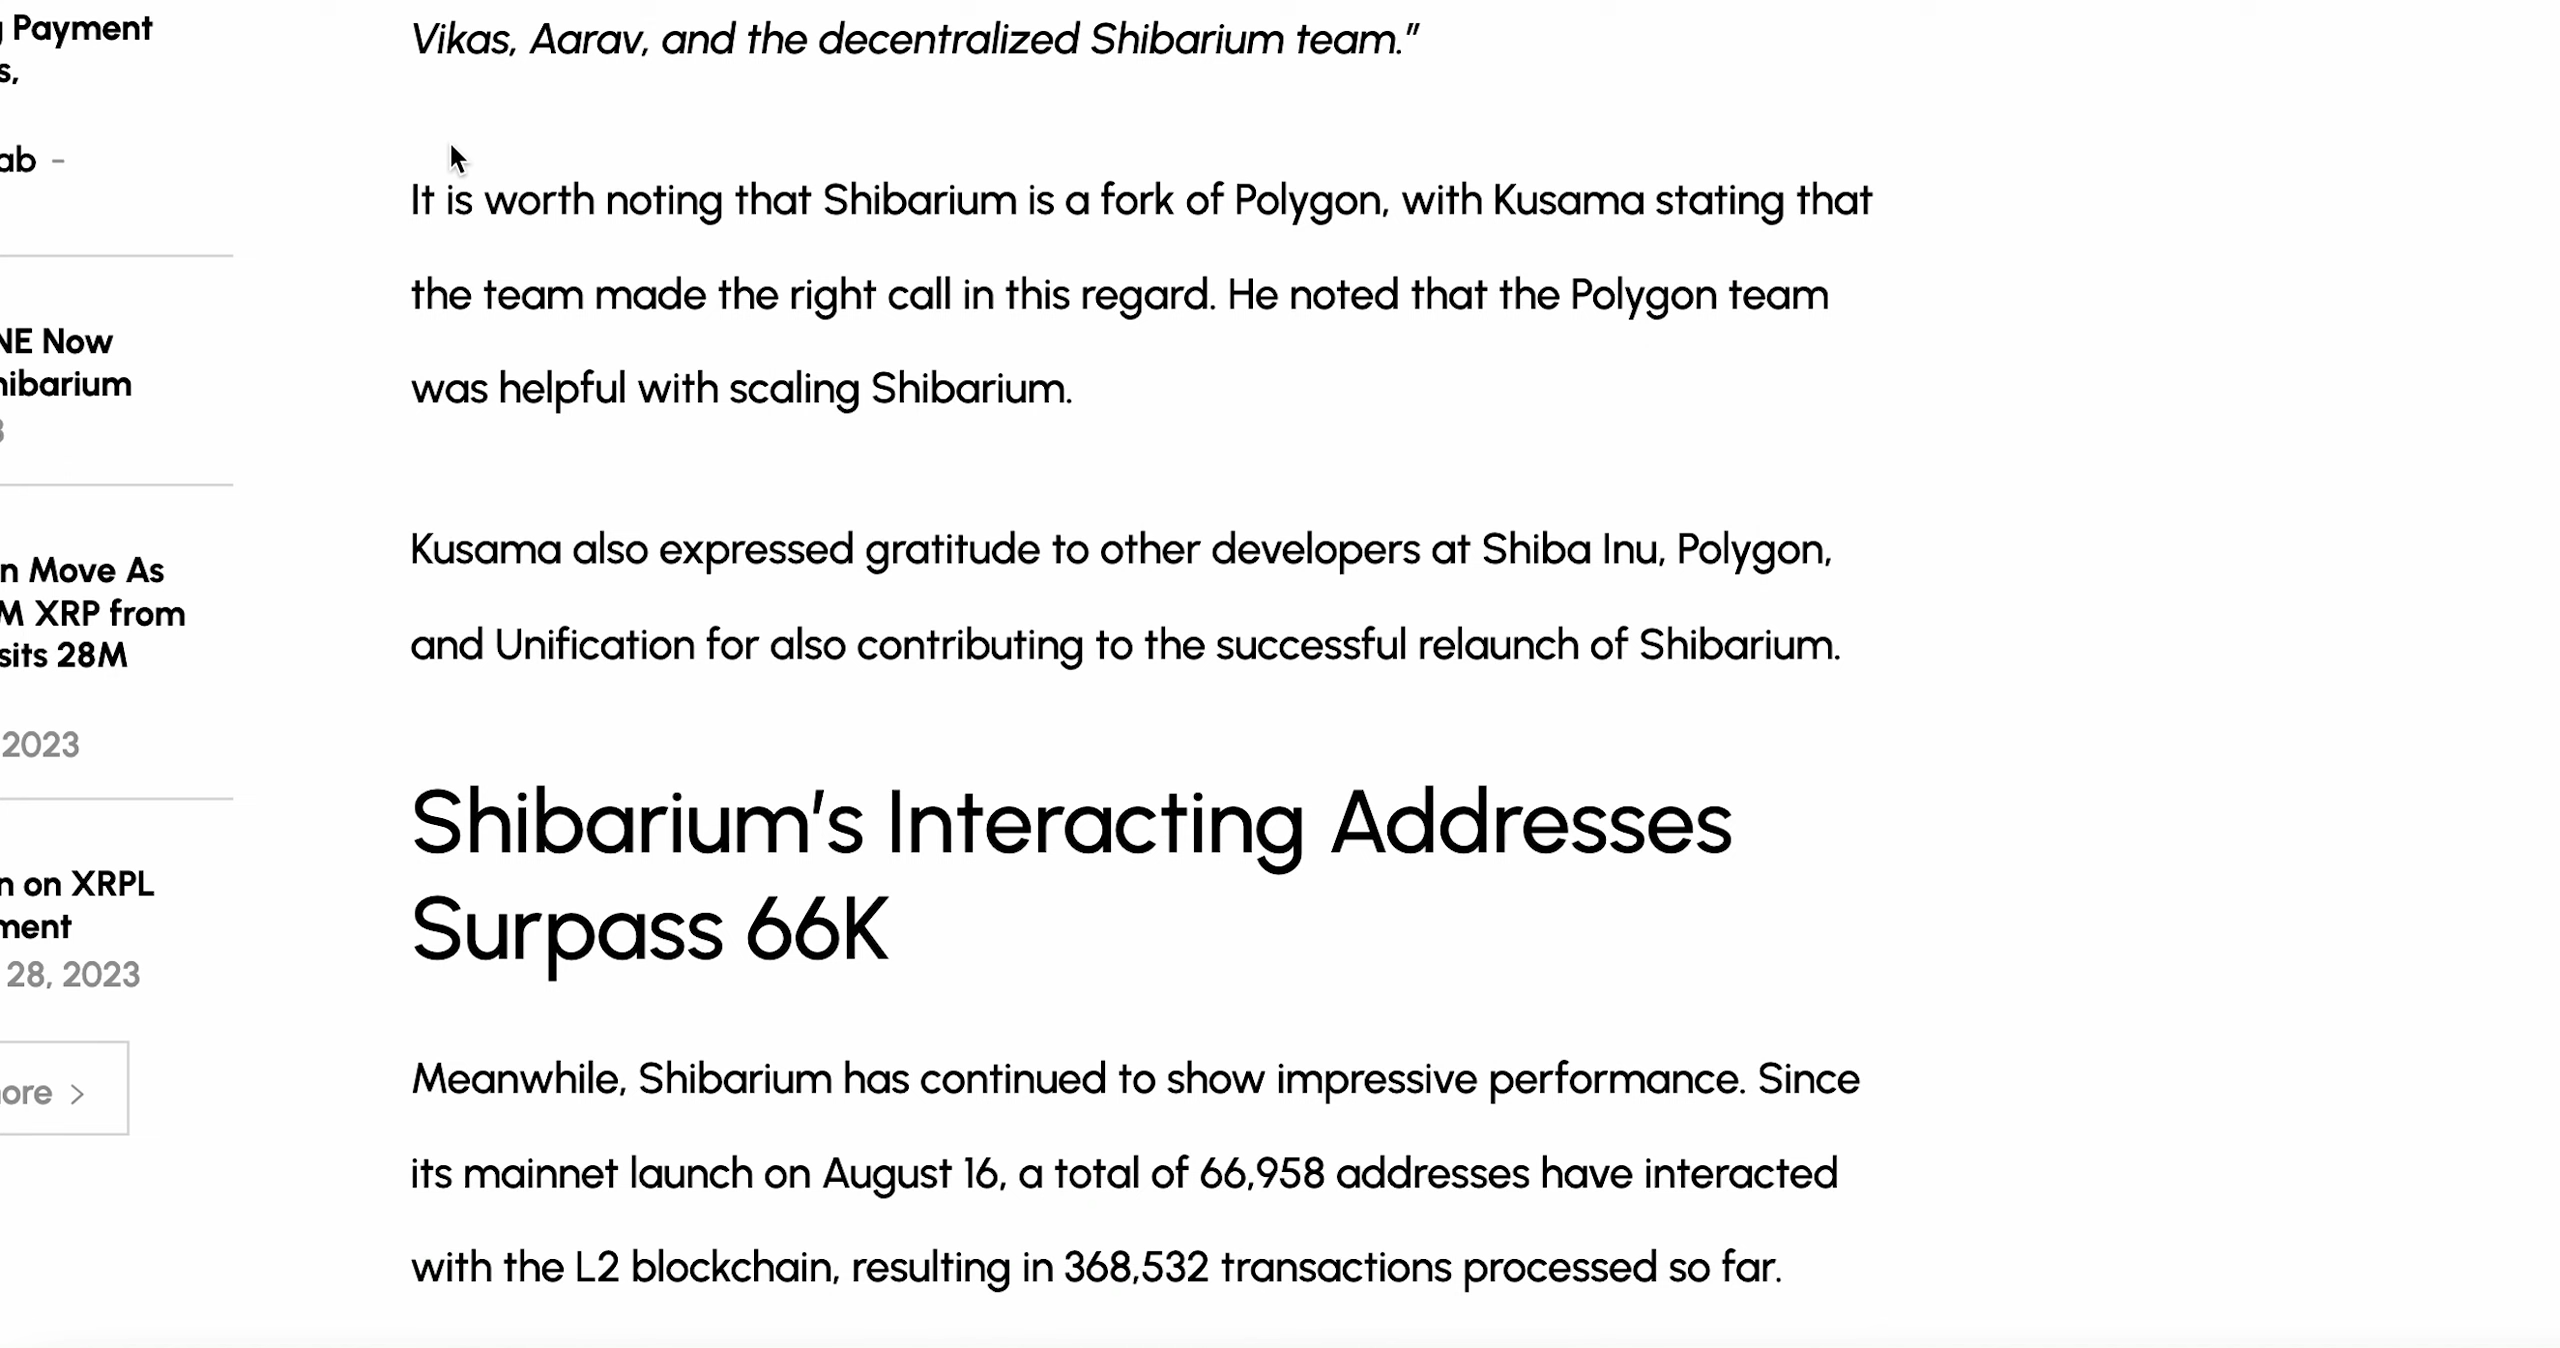 Payment
s,
ab -
NE Now
hibarium
n Move As
M XRP from
sits 28M
2023
n on XRPL
ment
28, 2023
ore >
Vikas, Aarav, and the decentralized Shibarium team.”
It is worth noting that Shibarium is a fork of Polygon, with Kusama stating that
the team made the right call in this regard. He noted that the Polygon team
was helpful with scaling Shibarium.
Kusama also expressed gratitude to other developers at Shiba Inu, Polygon,
and Unification for also contributing to the successful relaunch of Shibarium.
Shibarium’s Interacting Addresses
Surpass 66K
Meanwhile, Shibarium has continued to show impressive performance. Since
its mainnet launch on August 16, a total of 66,958 addresses have interacted
with the L2 blockchain, resulting in 368,532 transactions processed so far.